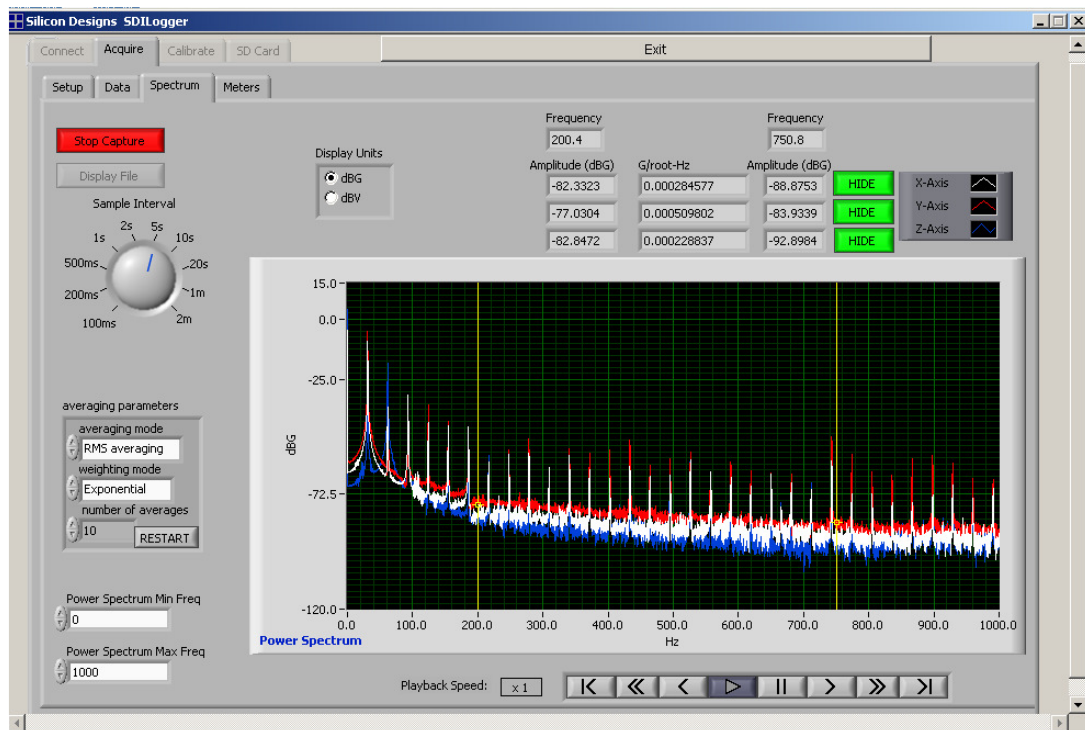 Silicon Designs SDILogger
Connect Acquire Calibrate SD Card Exit
Setup Data Spectrum Meters
Stop Capture
Display File
Sample Interval
100ms 200ms 500ms 1s 2s 5s 10s 20s 1m 2m
Display Units
dBG
dBV
Frequency Frequency
200.4 750.8
Amplitude (dBG) G/root-Hz Amplitude (dBG)
-82.3323 0.000284577 -88.8753 HIDE X-Axis
-77.0304 0.000509802 -83.9339 HIDE Y-Axis
-82.8472 0.000228837 -92.8984 HIDE Z-Axis
averaging parameters
averaging mode
RMS averaging
weighting mode
Exponential
number of averages
10 RESTART
Power Spectrum Min Freq
0
Power Spectrum Max Freq
1000
15.0
0.0
-25.0
dBG
-72.5
-120.0
0.0 100.0 200.0 300.0 400.0 500.0 600.0 700.0 800.0 900.0 1000.0
Power Spectrum Hz
Playback Speed: x 1